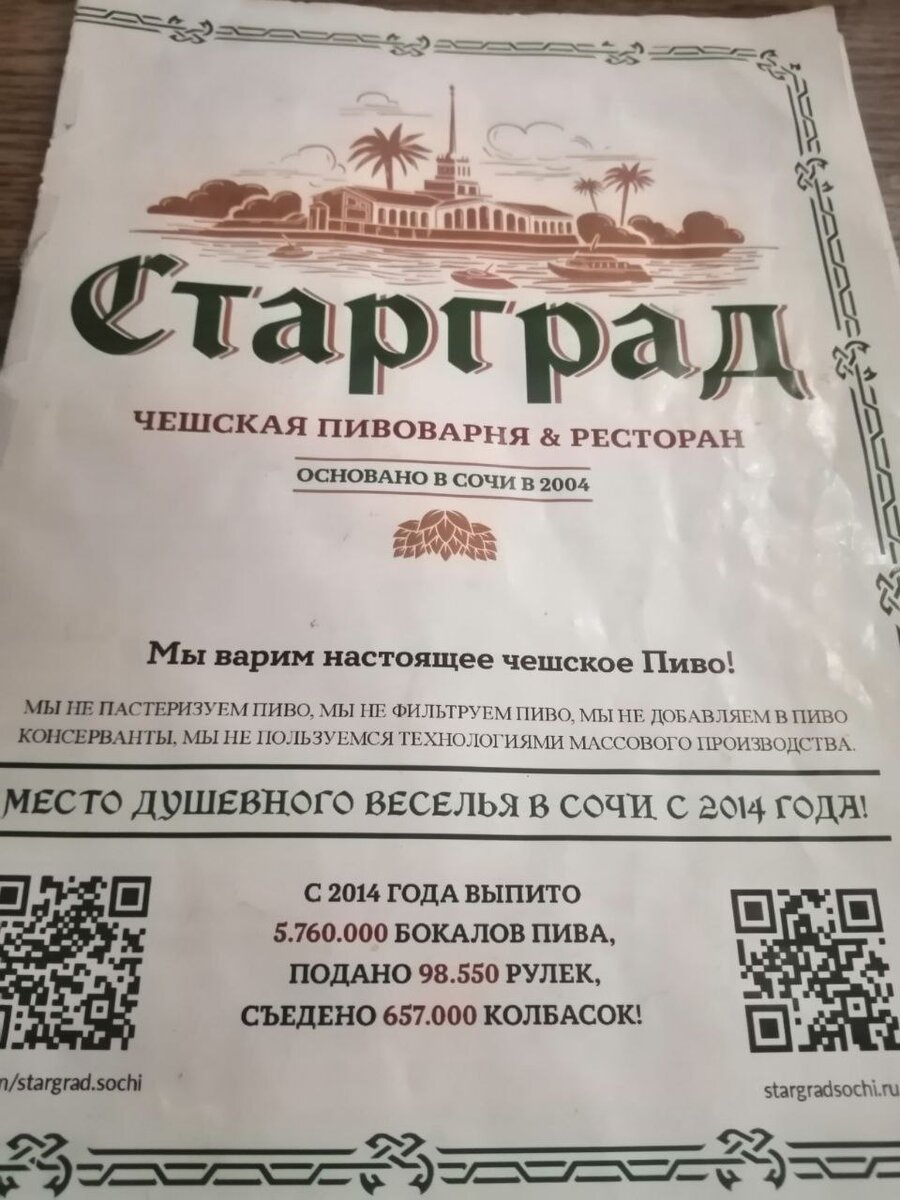 Старград
ЧЕШСКАЯ ПИВОВАРНЯ & РЕСТОРАН
ОСНОВАНО В СОЧИ В 2004
Мы варим настоящее чешское Пиво!
МЫ НЕ ПАСТЕРИЗУЕМ ПИВО, МЫ НЕ ФИЛЬТРУЕМ ПИВО, МЫ НЕ ДОБАВЛЯЕМ В ПИВО
КОНСЕРВАНТЫ, МЫ НЕ ПОЛЬЗУЕМСЯ ТЕХНОЛОГИЯМИ МАССОВОГО ПРОИЗВОДСТВА.
МЕСТО ДУШЕВНОГО ВЕСЕЛЬЯ В СОЧИ С 2014 ГОДА!
С 2014 ГОДА ВЫПИТО
5.760.000 БОКАЛОВ ПИВА,
ПОДАНО 98.550 РУЛЕК,
СЪЕДЕНО 657.000 КОЛБАСОК!
/stargrad.sochi
stargradsochi.ru